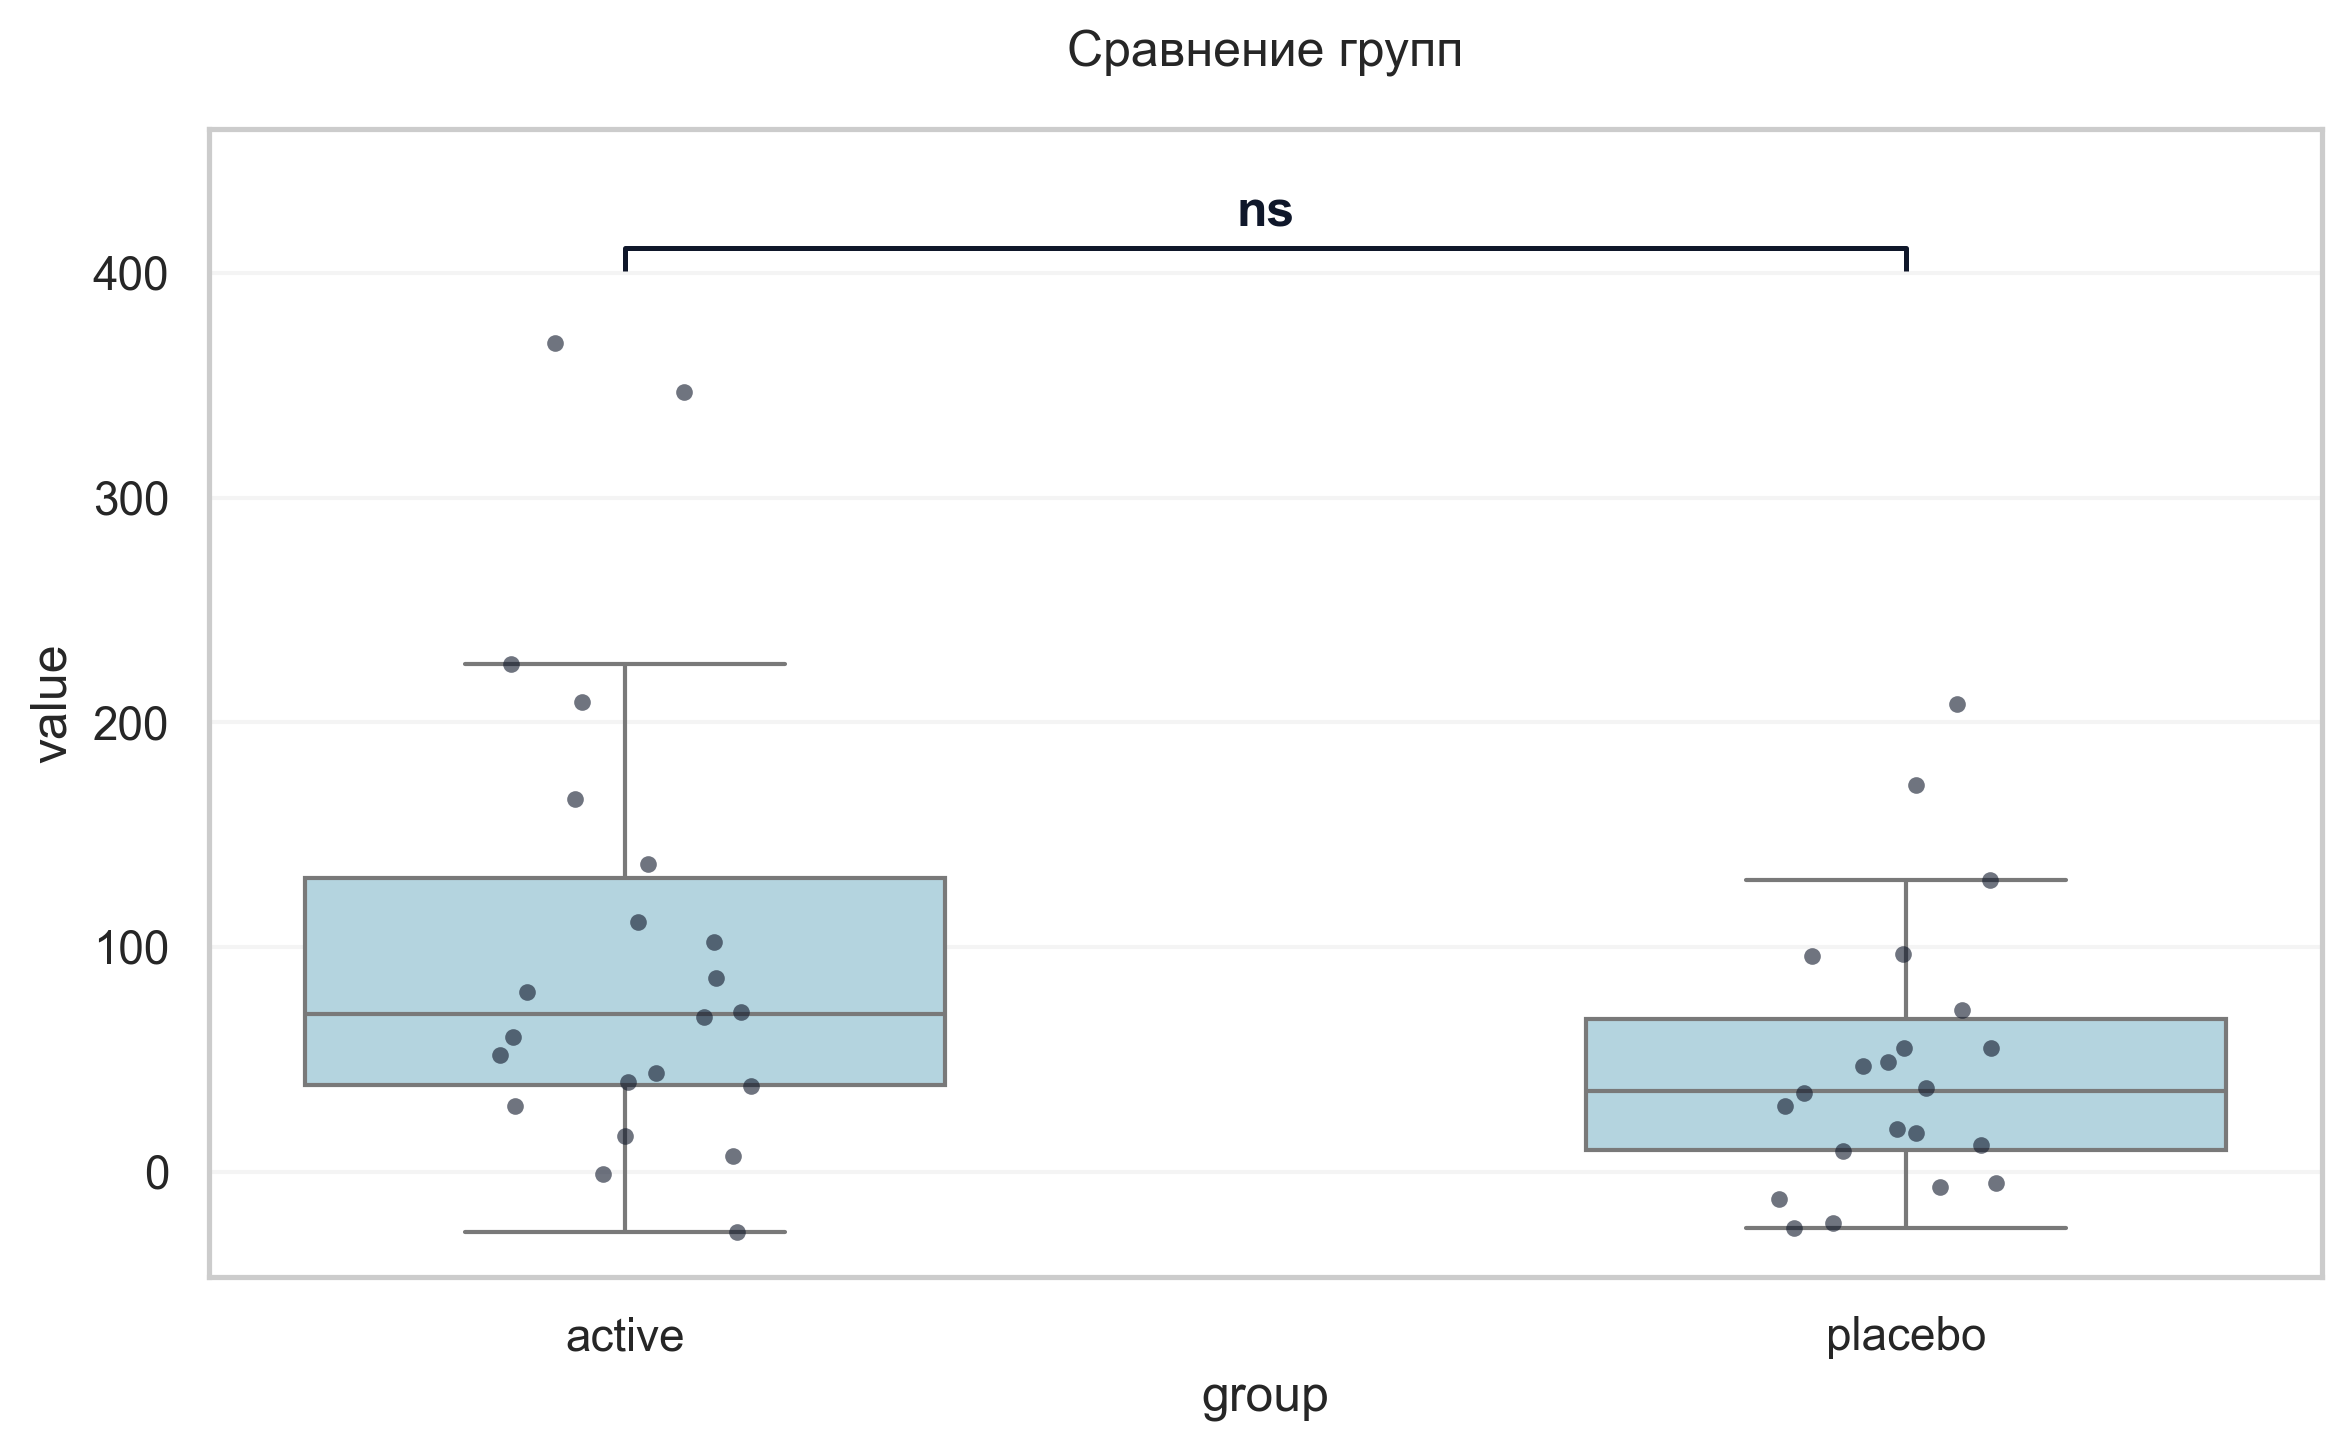 Сравнение групп
ns
400
300
200
100
0
value
active
placebo
group